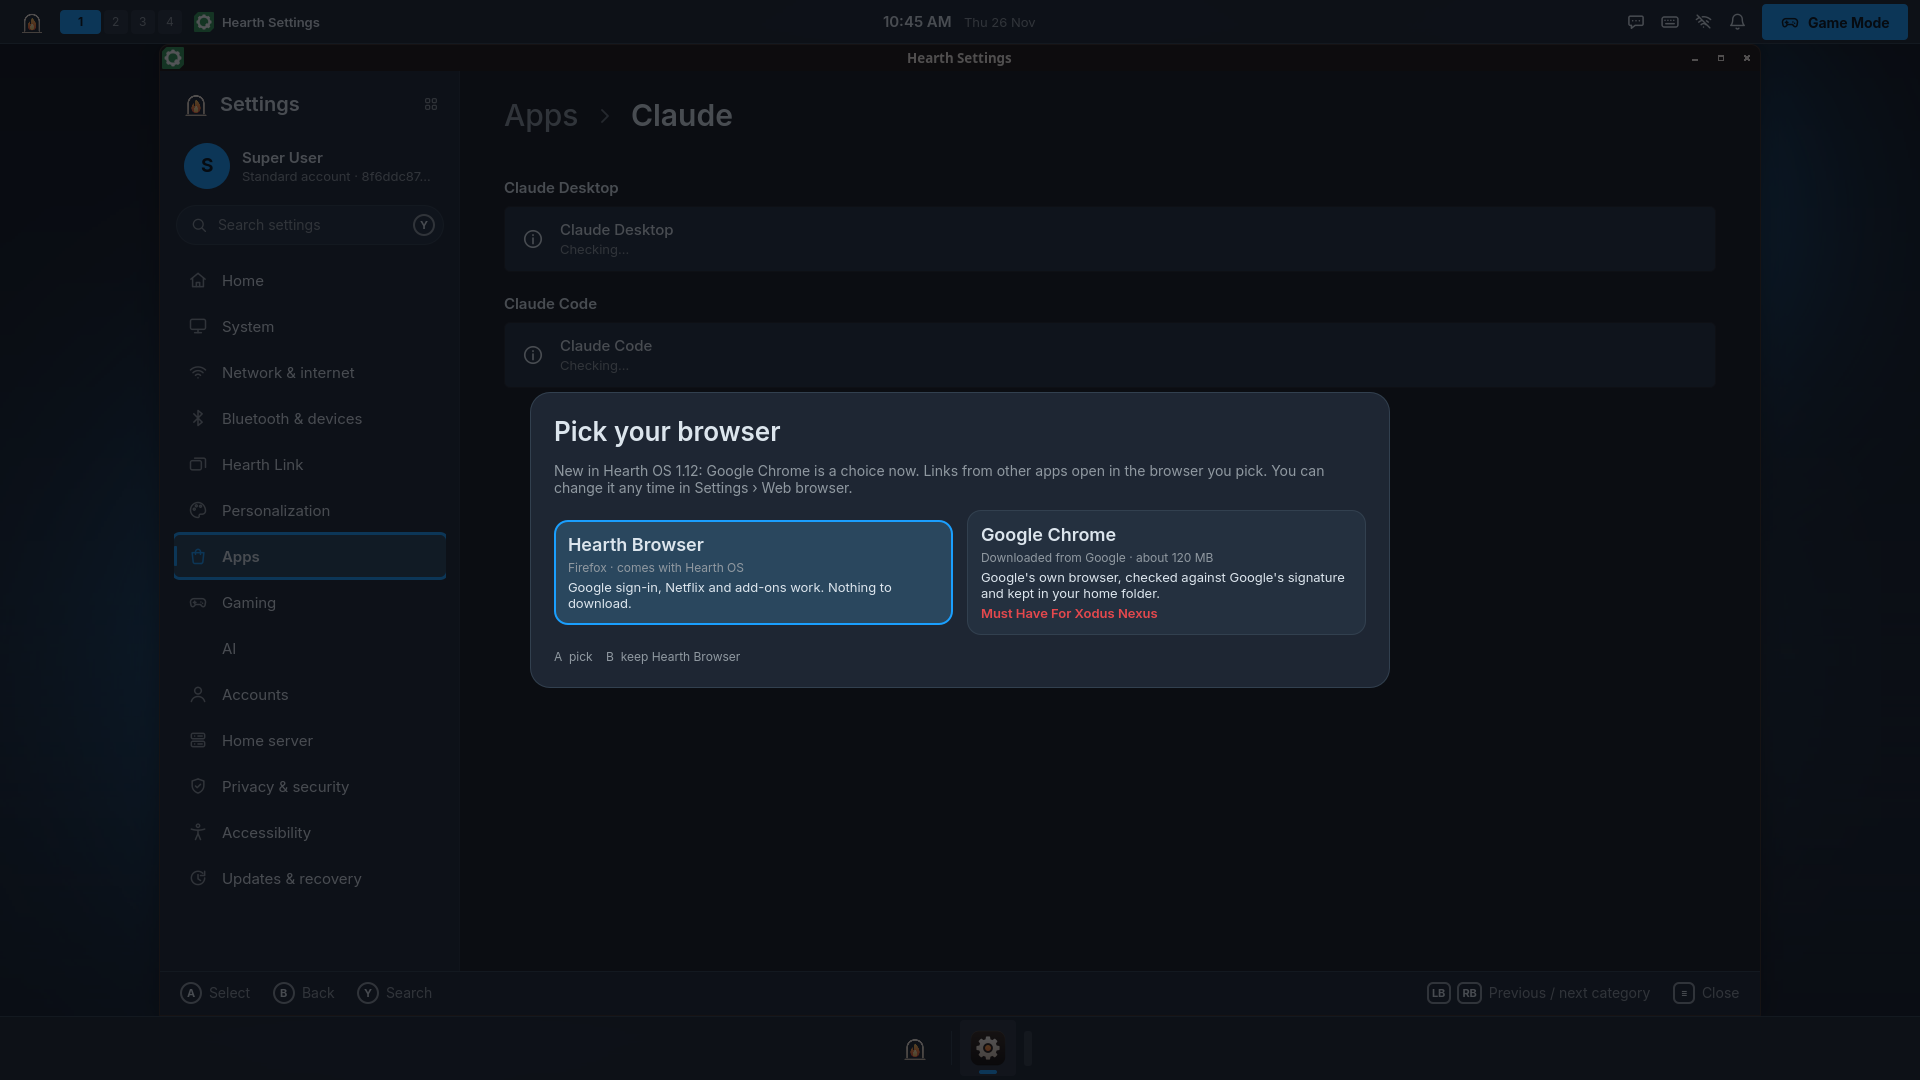 1 2 3 4 Hearth Settings 10:45 AM Thu 26 Nov Game Mode
Hearth Settings
Settings
S Super User
Standard account · 8f6ddc87...
Search settings Y
Home
System
Network & internet
Bluetooth & devices
Hearth Link
Personalization
Apps
Gaming
AI
Accounts
Home server
Privacy & security
Accessibility
Updates & recovery
Apps > Claude
Claude Desktop
Claude Desktop
Checking...
Claude Code
Claude Code
Checking...
Pick your browser
New in Hearth OS 1.12: Google Chrome is a choice now. Links from other apps open in the browser you pick. You can
change it any time in Settings › Web browser.
Hearth Browser
Firefox · comes with Hearth OS
Google sign-in, Netflix and add-ons work. Nothing to
download.
Google Chrome
Downloaded from Google · about 120 MB
Google's own browser, checked against Google's signature
and kept in your home folder.
Must Have For Xodus Nexus
A pick B keep Hearth Browser
A Select B Back Y Search LB RB Previous / next category ≡ Close